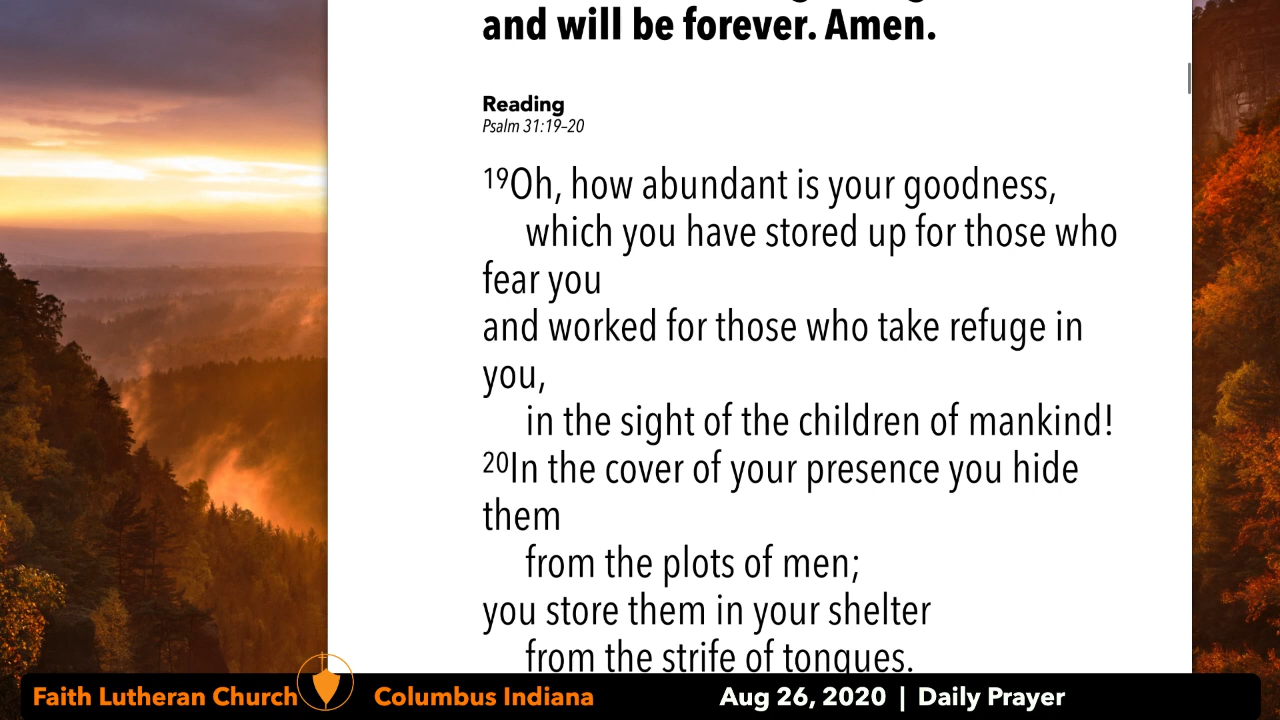 and will be forever. Amen.
Reading
Psalm 31:19–20
19Oh, how abundant is your goodness,
which you have stored up for those who
fear you
and worked for those who take refuge in
you,
in the sight of the children of mankind!
20In the cover of your presence you hide
them
from the plots of men;
you store them in your shelter
from the strife of tongues.
Faith Lutheran Church Columbus Indiana Aug 26, 2020 | Daily Prayer